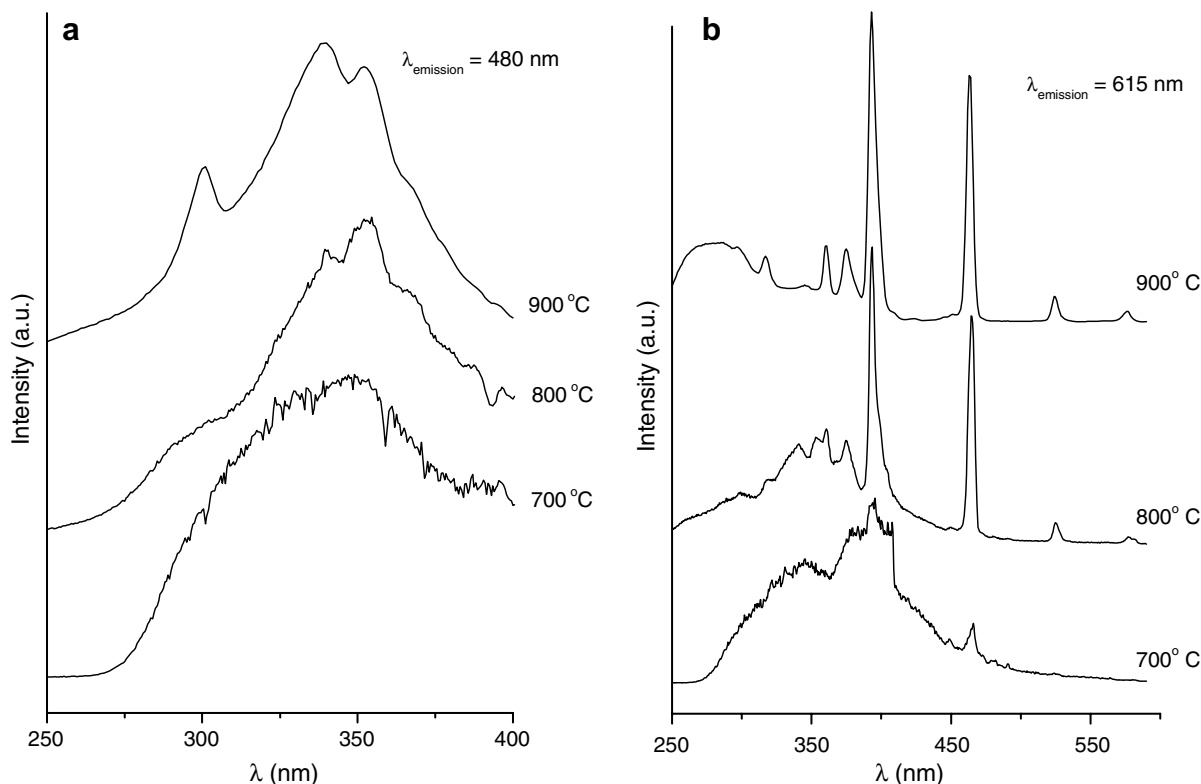 a
λemission = 480 nm
900 °C
800 °C
700 °C
Intensity (a.u.)
250 300 350 400
λ (nm)
b
λemission = 615 nm
900° C
800° C
700° C
Intensity (a.u.)
250 350 450 550
λ (nm)